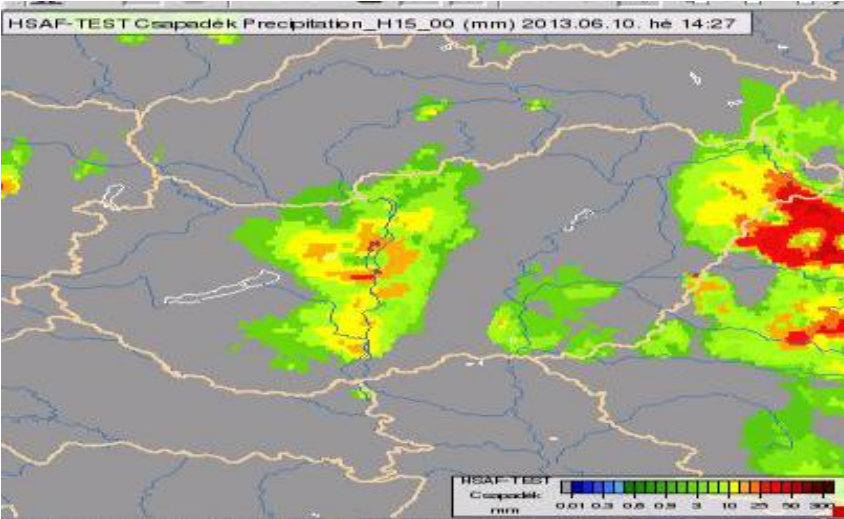 HSAF-TEST Csapadék Precipitation_H15_00 (mm) 2013.06.10. hé 14:27
HSAF-TEST
Csapadék
mm
0.01 0.3 0.6 0.9 3 10 25 50 300